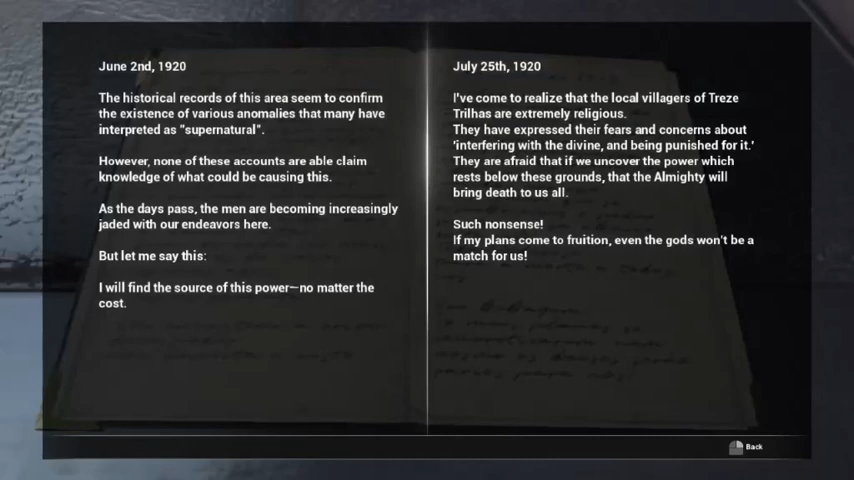 June 2nd, 1920
The historical records of this area seem to confirm
the existence of various anomalies that many have
interpreted as "supernatural".
However, none of these accounts are able claim
knowledge of what could be causing this.
As the days pass, the men are becoming increasingly
jaded with our endeavors here.
But let me say this:
I will find the source of this power—no matter the
cost.
July 25th, 1920
I've come to realize that the local villagers of Treze
Trilhas are extremely religious.
They have expressed their fears and concerns about
'interfering with the divine, and being punished for it.'
They are afraid that if we uncover the power which
rests below these grounds, that the Almighty will
bring death to us all.
Such nonsense!
If my plans come to fruition, even the gods won't be a
match for us!
Back